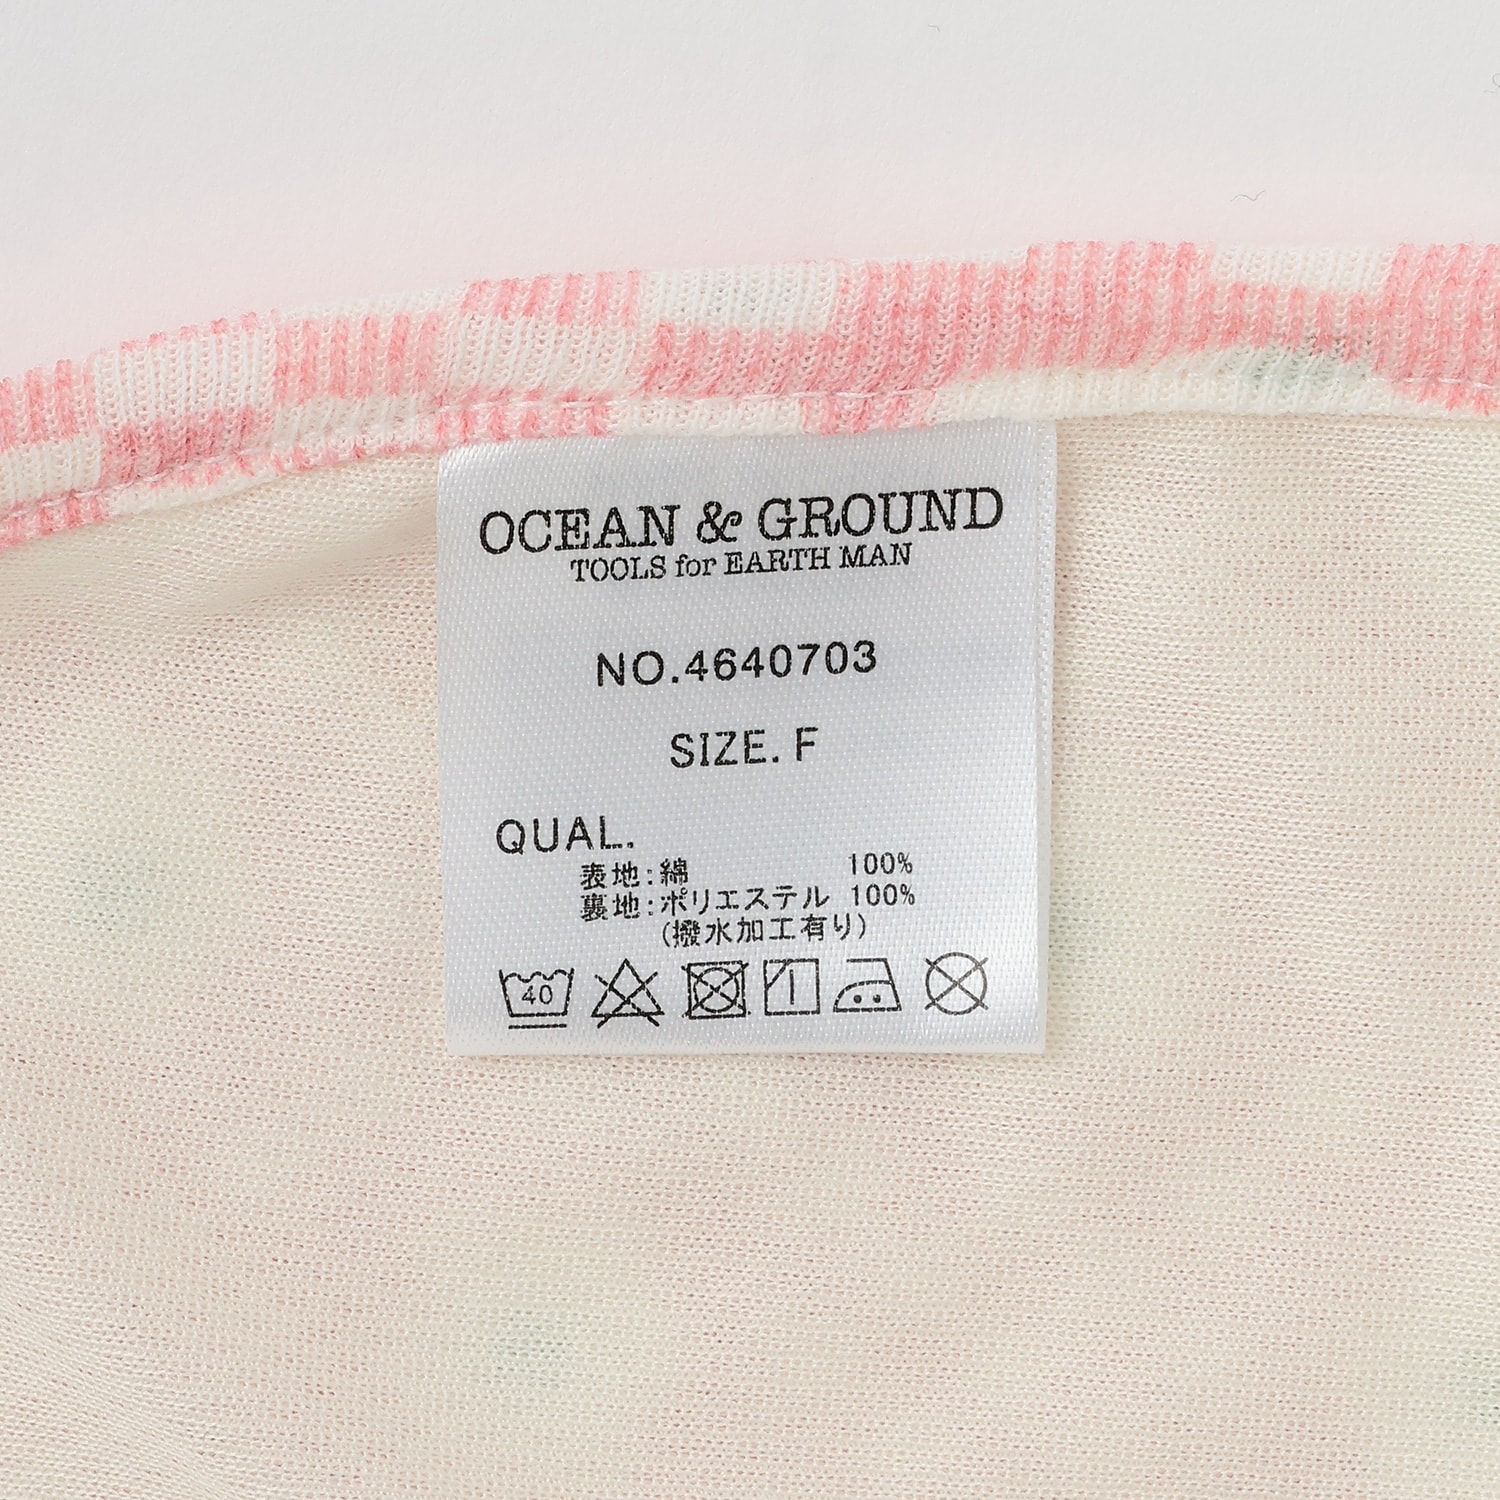 OCEAN & GROUND
TOOLS for EARTH MAN
NO.4640703
SIZE. F
QUAL.
表地:綿 100%
裏地:ポリエステル 100%
(撥水加工有り)
40